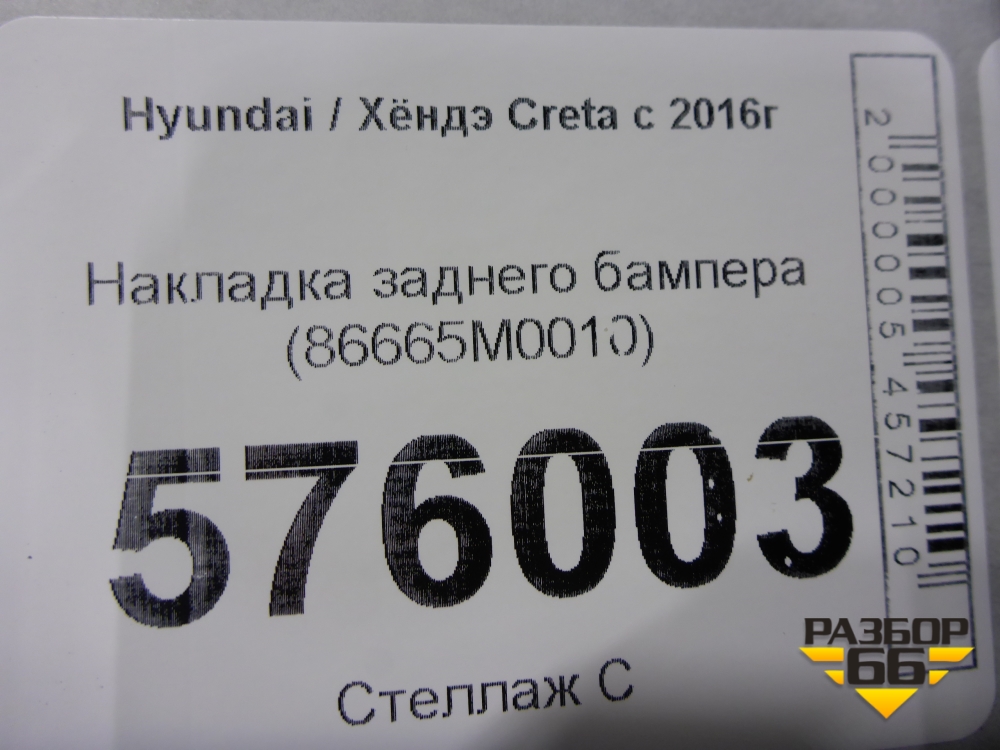 Hyundai / Хёндэ Creta с 2016г
Накладка заднего бампера
(86665M0010)
576003
Стеллаж С
2000005457210
РАЗБОР
66